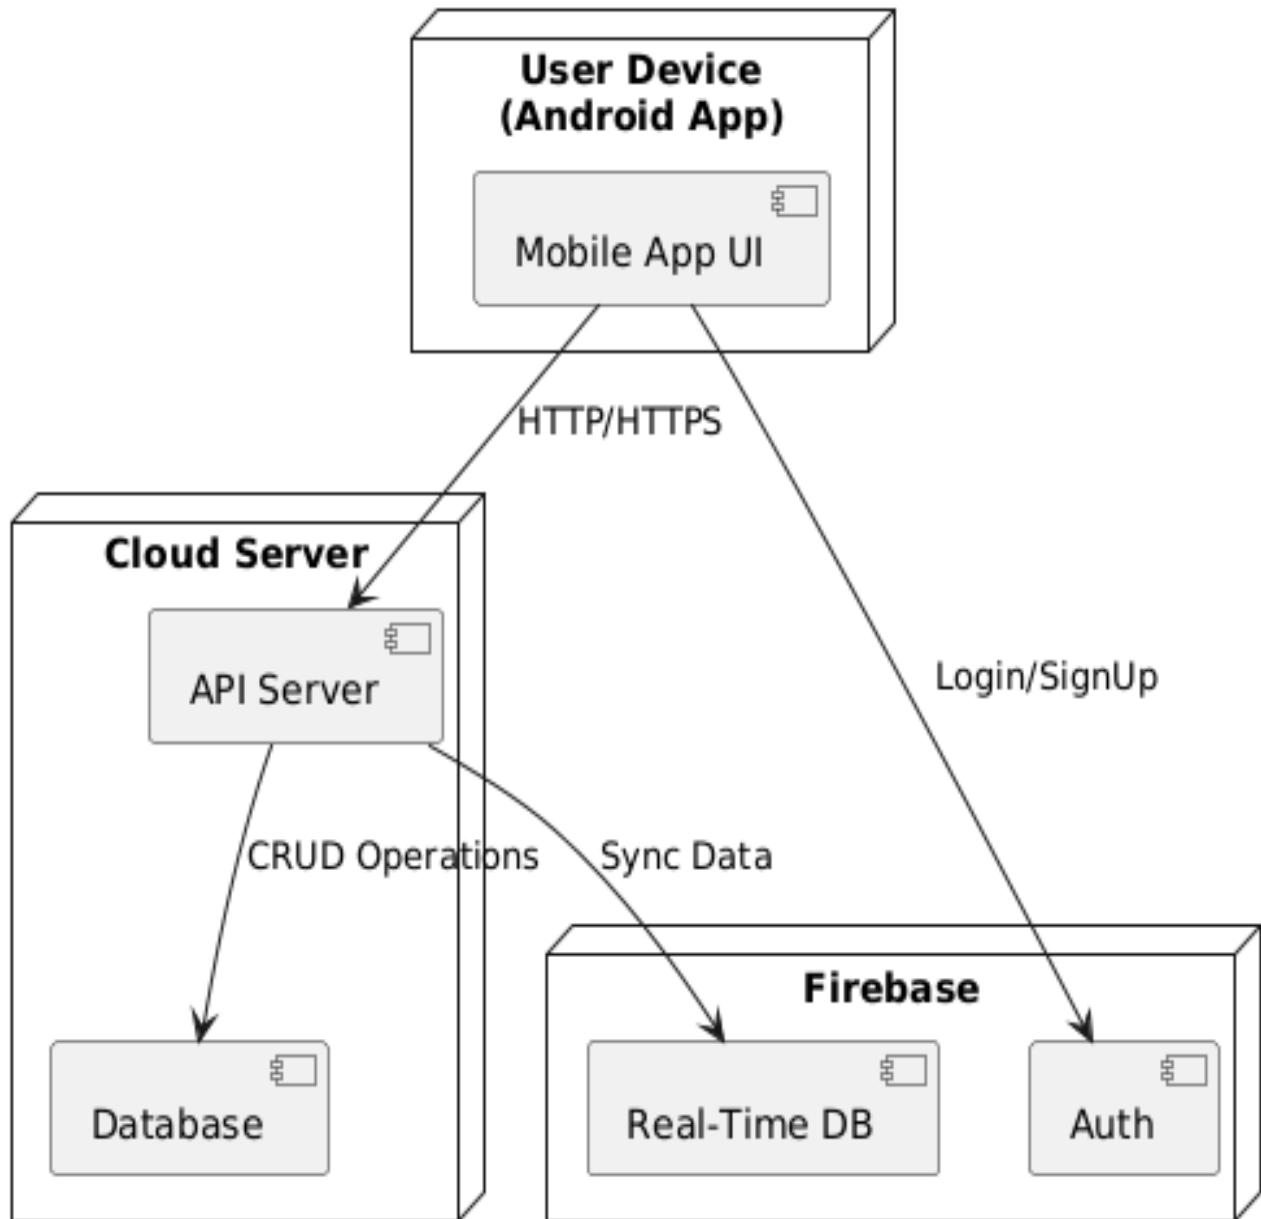 User Device
(Android App)
Mobile App UI
HTTP/HTTPS
Cloud Server
API Server
Login/SignUp
CRUD Operations
Sync Data
Firebase
Database
Real-Time DB
Auth